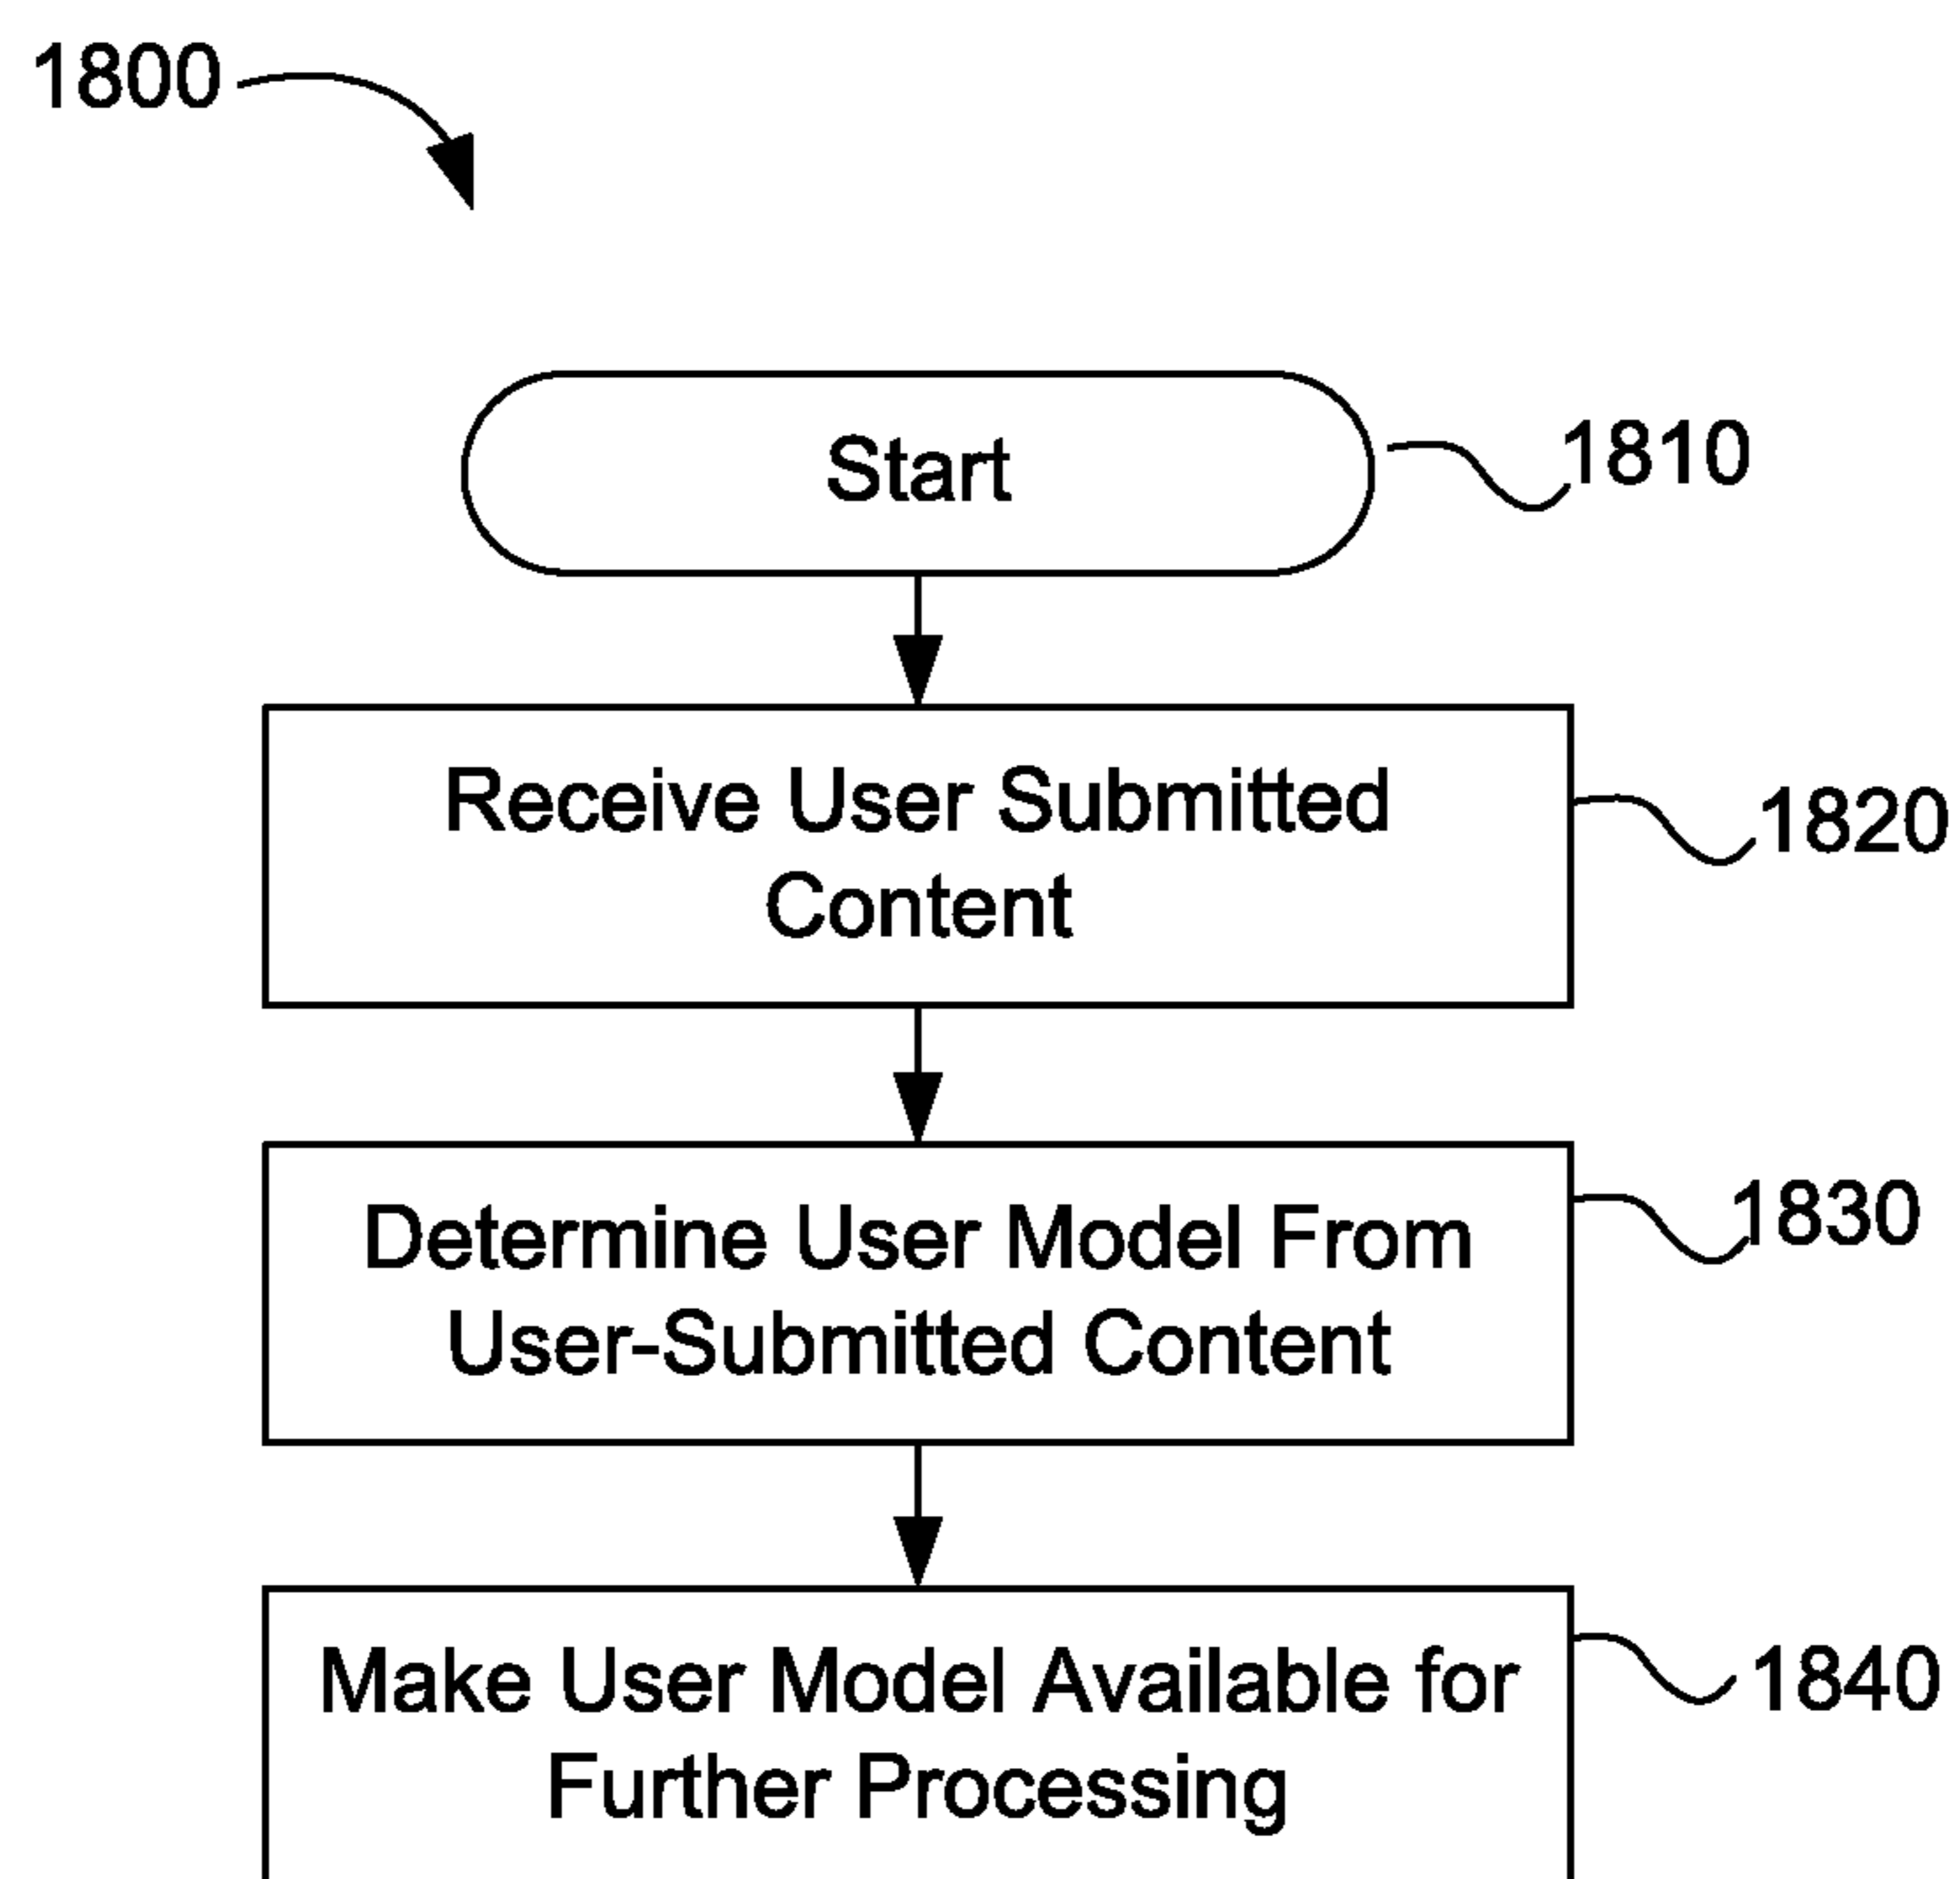 1800
Start
1810
Receive User Submitted
Content
1820
Determine User Model From
User-Submitted Content
1830
Make User Model Available for
Further Processing
1840